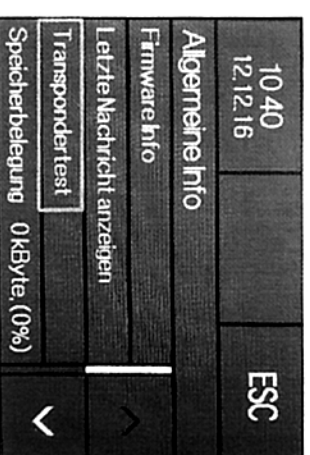 10 40
12.12.16
ESC
Allgemeine Info
Firmware Info
Letzte Nachricht anzeigen
Transpondertest
Speicherbelegung 0 kByte, (0%)